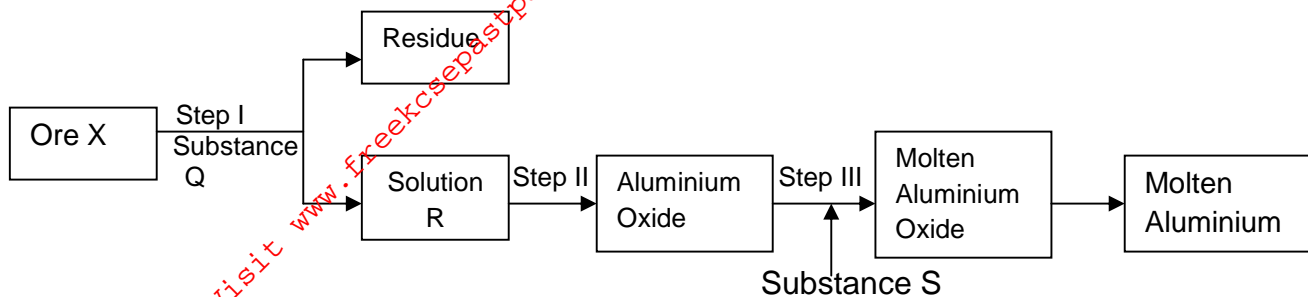 Residue
Ore X
Step I
Substance
Q
Solution
R
Step II
Aluminium
Oxide
Step III
Molten
Aluminium
Oxide
Molten
Aluminium
Substance S
visit www.freekcsepastp